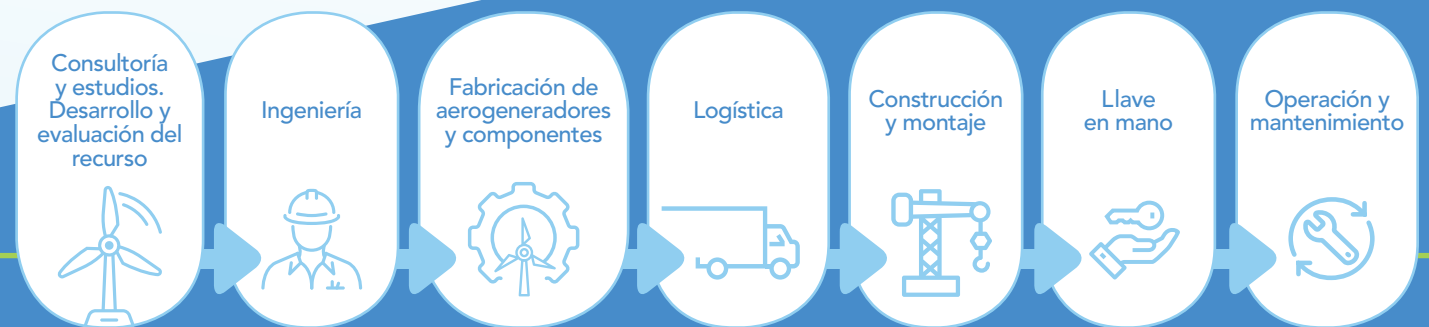 Consultoría
y estudios.
Desarrollo y
evaluación del
recurso
Ingeniería
Fabricación de
aerogeneradores
y componentes
Logística
Construcción
y montaje
Llave
en mano
Operación y
mantenimiento